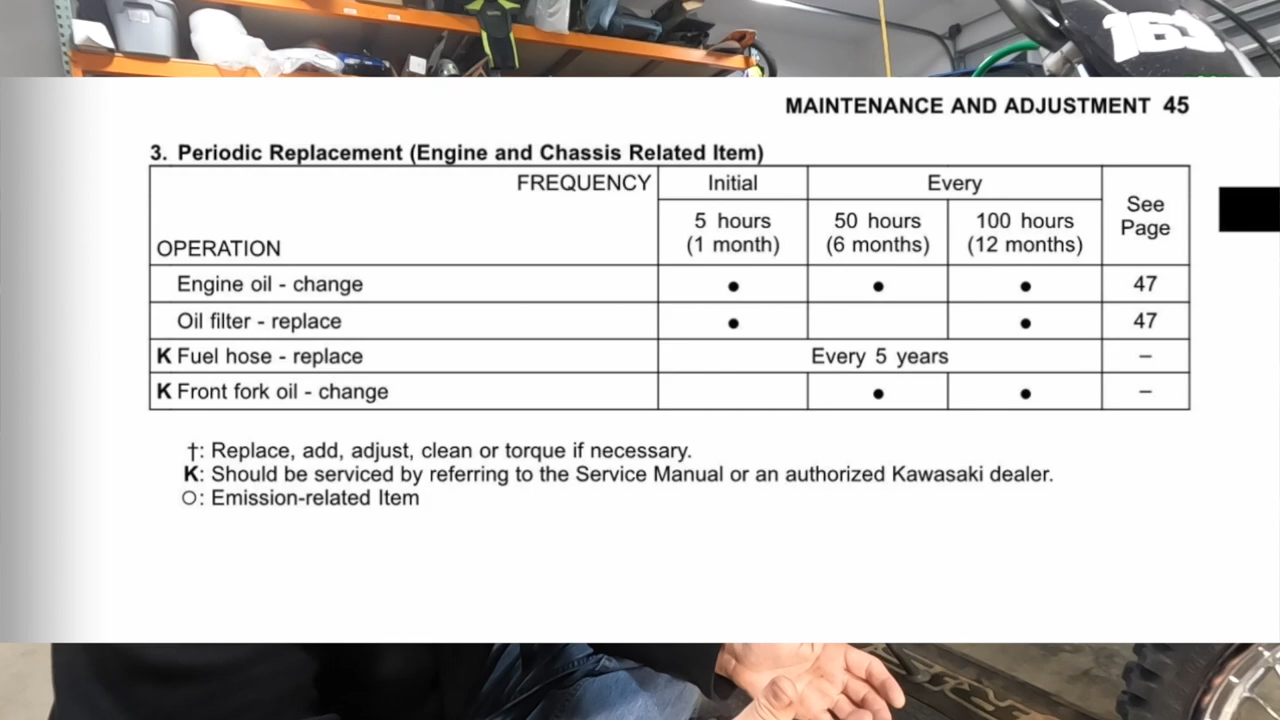 163
MAINTENANCE AND ADJUSTMENT 45
3. Periodic Replacement (Engine and Chassis Related Item)
FREQUENCY Initial Every See Page
OPERATION 5 hours (1 month) 50 hours (6 months) 100 hours (12 months)
Engine oil - change ● ● ● 47
Oil filter - replace ● ● 47
K Fuel hose - replace Every 5 years –
K Front fork oil - change ● ● –
†: Replace, add, adjust, clean or torque if necessary.
K: Should be serviced by referring to the Service Manual or an authorized Kawasaki dealer.
○: Emission-related Item